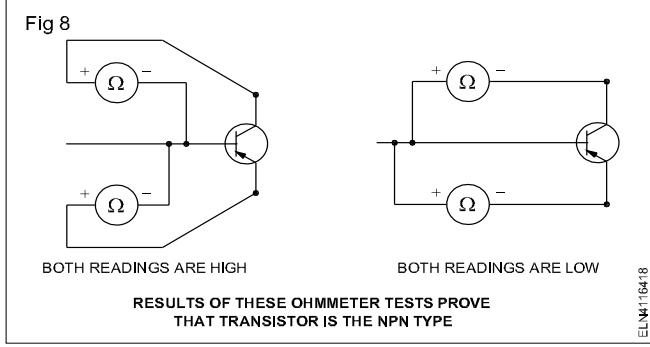 Fig 8
+ Ω −
+ Ω −
+ Ω −
+ Ω −
BOTH READINGS ARE HIGH
BOTH READINGS ARE LOW
RESULTS OF THESE OHMMETER TESTS PROVE
THAT TRANSISTOR IS THE NPN TYPE
ELN4116418